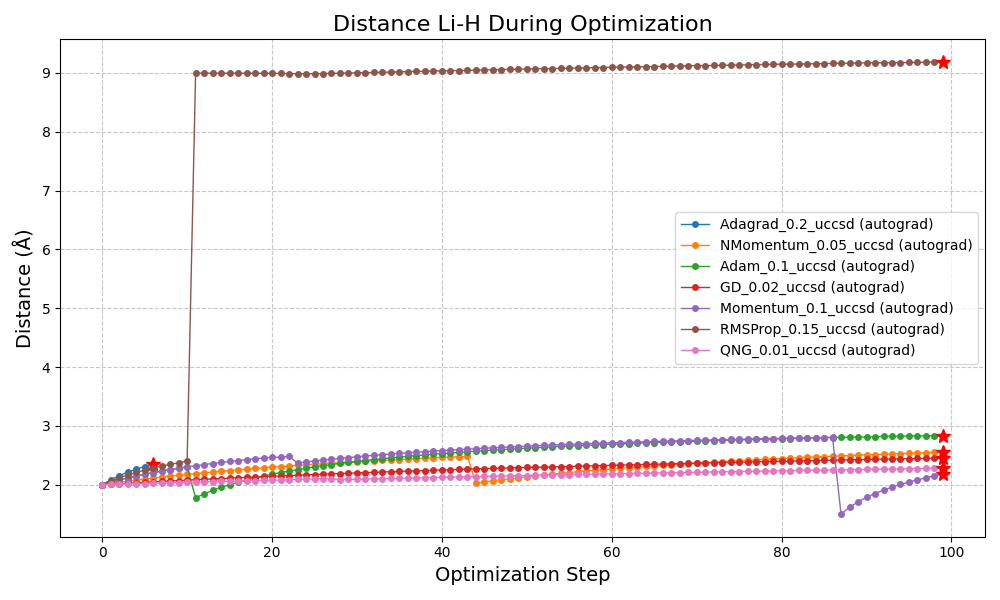 Distance Li-H During Optimization
Distance (Å)
9
8
7
6
5
4
3
2
Adagrad_0.2_uccsd (autograd)
NMomentum_0.05_uccsd (autograd)
Adam_0.1_uccsd (autograd)
GD_0.02_uccsd (autograd)
Momentum_0.1_uccsd (autograd)
RMSProp_0.15_uccsd (autograd)
QNG_0.01_uccsd (autograd)
0 20 40 60 80 100
Optimization Step